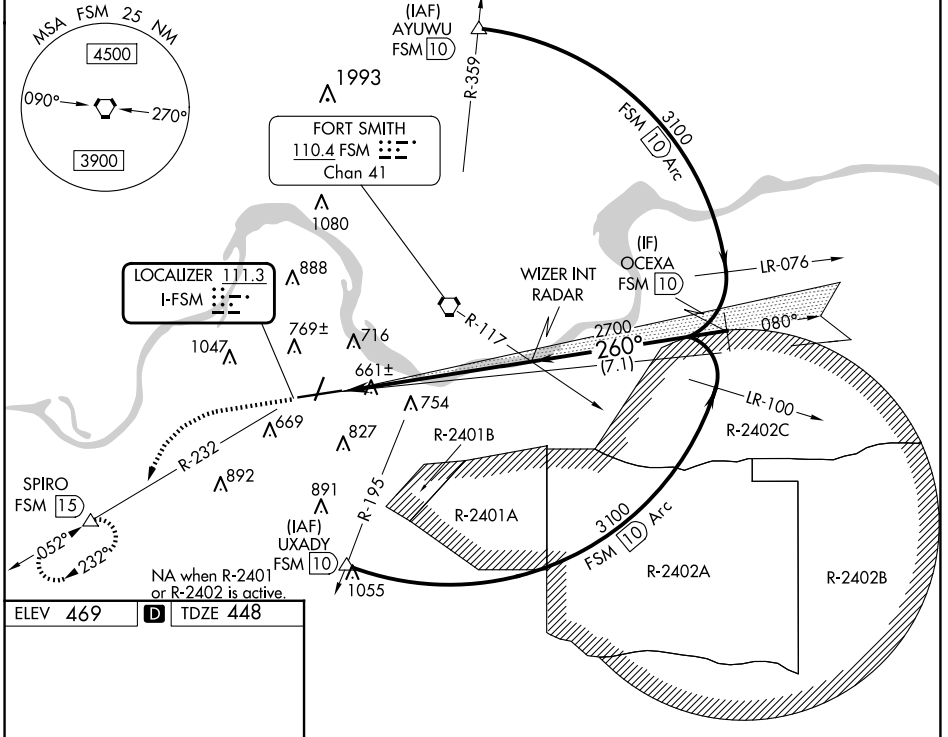 MSA FSM 25 NM
4500
090°
270°
3900
(IAF)
AYUWU
FSM 10
R-359
1993
FORT SMITH
110.4 FSM
Chan 41
3100
FSM 10 Arc
1080
(IF)
OCEXA
FSM 10
LR-076
LOCALIZER 111.3
I-FSM
888
WIZER INT
RADAR
R-117
2700
260°
(7.1)
080°
769±
716
1047
661±
754
LR-100
669
827
R-2401B
R-2402C
R-232
892
R-195
SPIRO
FSM 15
891
R-2401A
052°
232°
(IAF)
UXADY
FSM 10
3100
FSM 10 Arc
R-2402A
R-2402B
1055
NA when R-2401
or R-2402 is active.
ELEV 469
D
TDZE 448